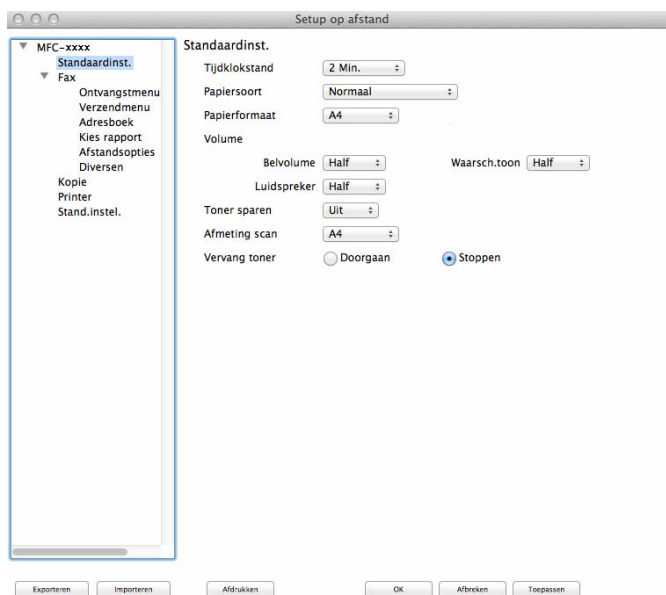 Setup op afstand
MFC-xxxx
Standaardinst.
Fax
Ontvangstmenu
Verzendmenu
Adresboek
Kies rapport
Afstandsopties
Diversen
Kopie
Printer
Stand.instel.
Standaardinst.
Tijdklokstand 2 Min.
Papiersoort Normaal
Papierformaat A4
Volume
Belvolume Half Waarsch.toon Half
Luidspreker Half
Toner sparen Uit
Afmeting scan A4
Vervang toner Doorgaan Stoppen
Exporteren Importeren Afdrukken OK Afbreken Toepassen